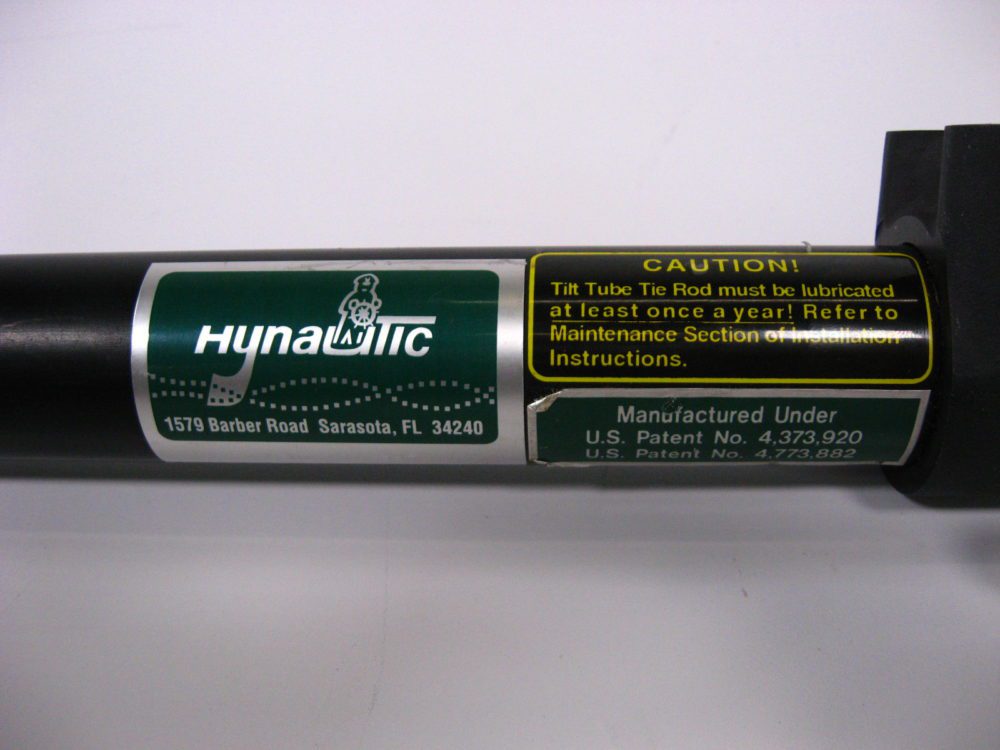 HynauTic
1579 Barber Road Sarasota, FL 34240
CAUTION!
Tilt Tube Tie Rod must be lubricated
at least once a year! Refer to
Maintenance Section of Installation
Instructions.
Manufactured Under
U.S. Patent No. 4,373,920
U.S. Patent No. 4,773,882